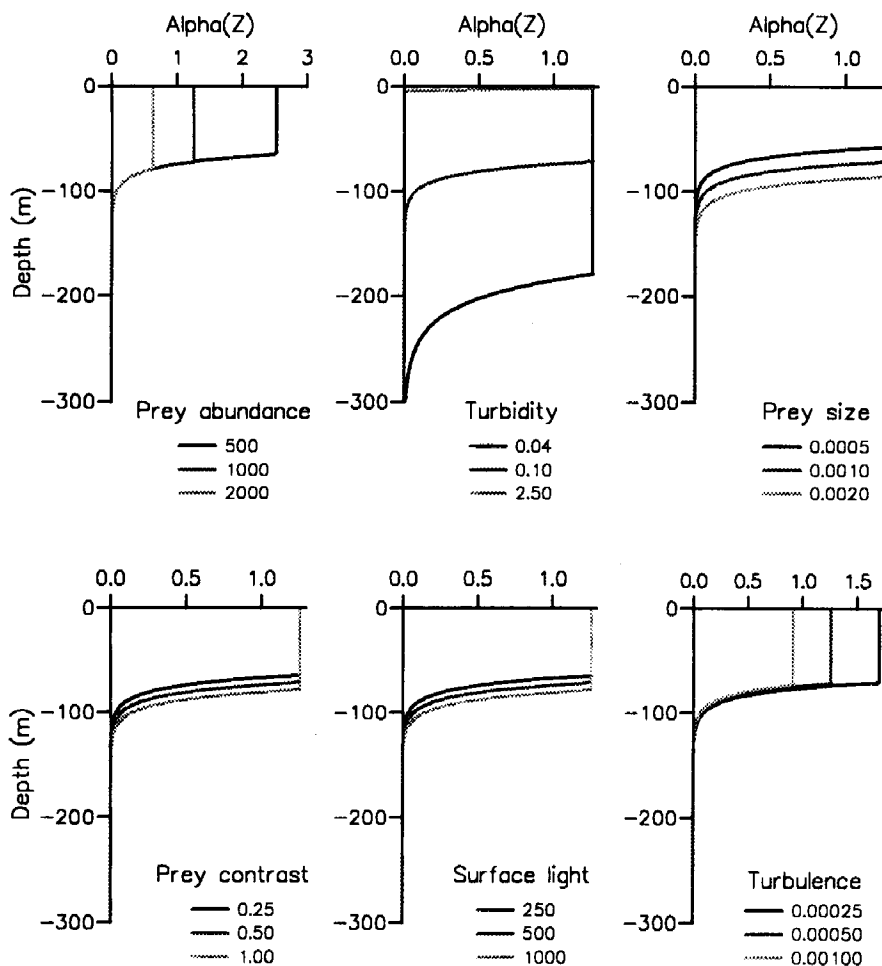 Alpha(Z)
0 1 2 3
0
−100
−200
−300
Depth (m)
Prey abundance
500
1000
2000
Alpha(Z)
0.0 0.5 1.0
0
−100
−200
−300
Turbidity
0.04
0.10
2.50
Alpha(Z)
0.0 0.5 1.0
0
−100
−200
−300
Prey size
0.0005
0.0010
0.0020
0.0 0.5 1.0
0
−100
−200
−300
Depth (m)
Prey contrast
0.25
0.50
1.00
0.0 0.5 1.0
0
−100
−200
−300
Surface light
250
500
1000
0.0 0.5 1.0 1.5
0
−100
−200
−300
Turbulence
0.00025
0.00050
0.00100